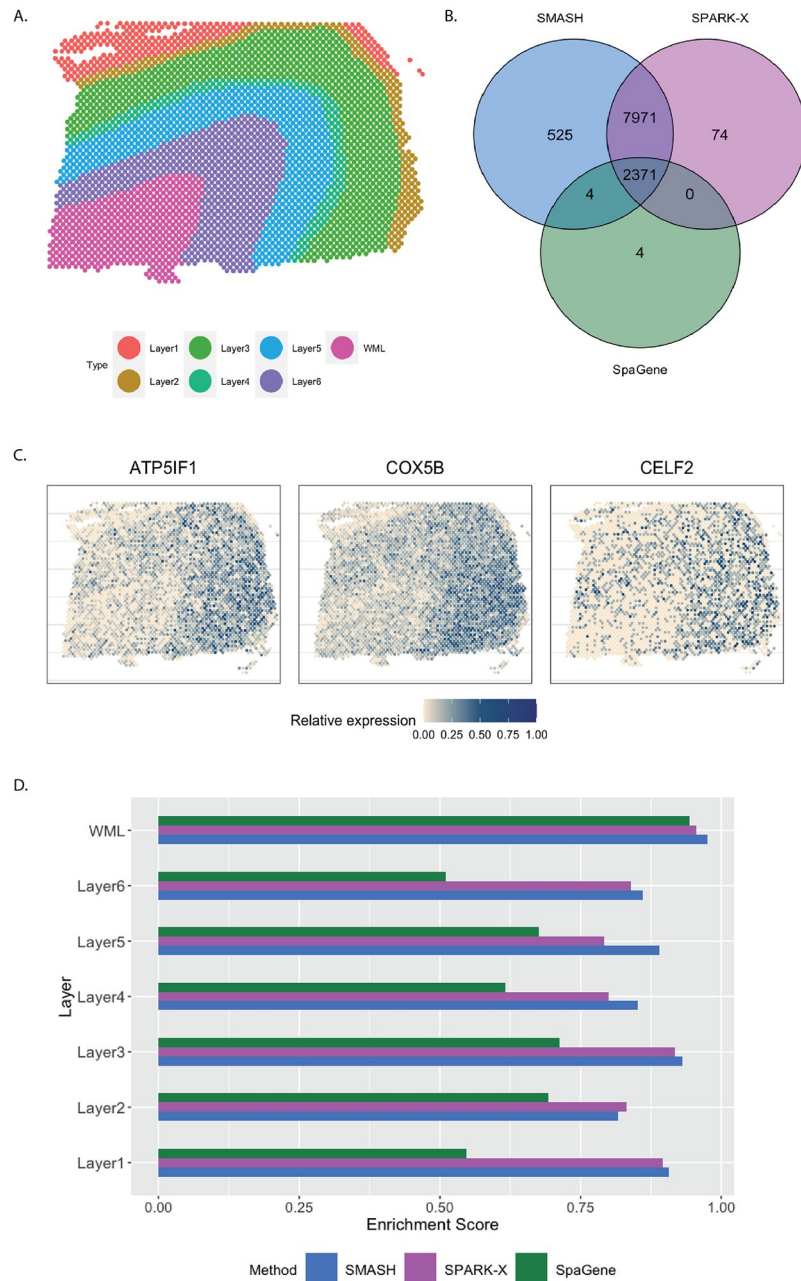 A.
Type
Layer1 Layer3 Layer5 WML
Layer2 Layer4 Layer6
B.
SMASH SPARK-X
525 7971 74
2371
4 0
4
SpaGene
C.
ATP5IF1 COX5B CELF2
Relative expression
0.00 0.25 0.50 0.75 1.00
D.
Layer
WML
Layer6
Layer5
Layer4
Layer3
Layer2
Layer1
0.00 0.25 0.50 0.75 1.00
Enrichment Score
Method SMASH SPARK-X SpaGene